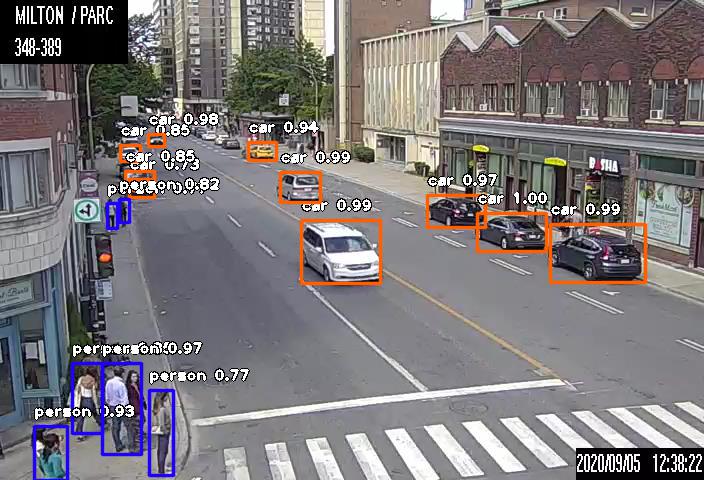 MILTON / PARC
348-389
car 0.98
car 0.85
car 0.94
car 0.85
0.73
car 0.99
person 0.82
car 0.97
car 1.00
car 0.99
car 0.99
PASHA
person 0.97
person 0.77
person 0.93
2020/09/05 12:38:22